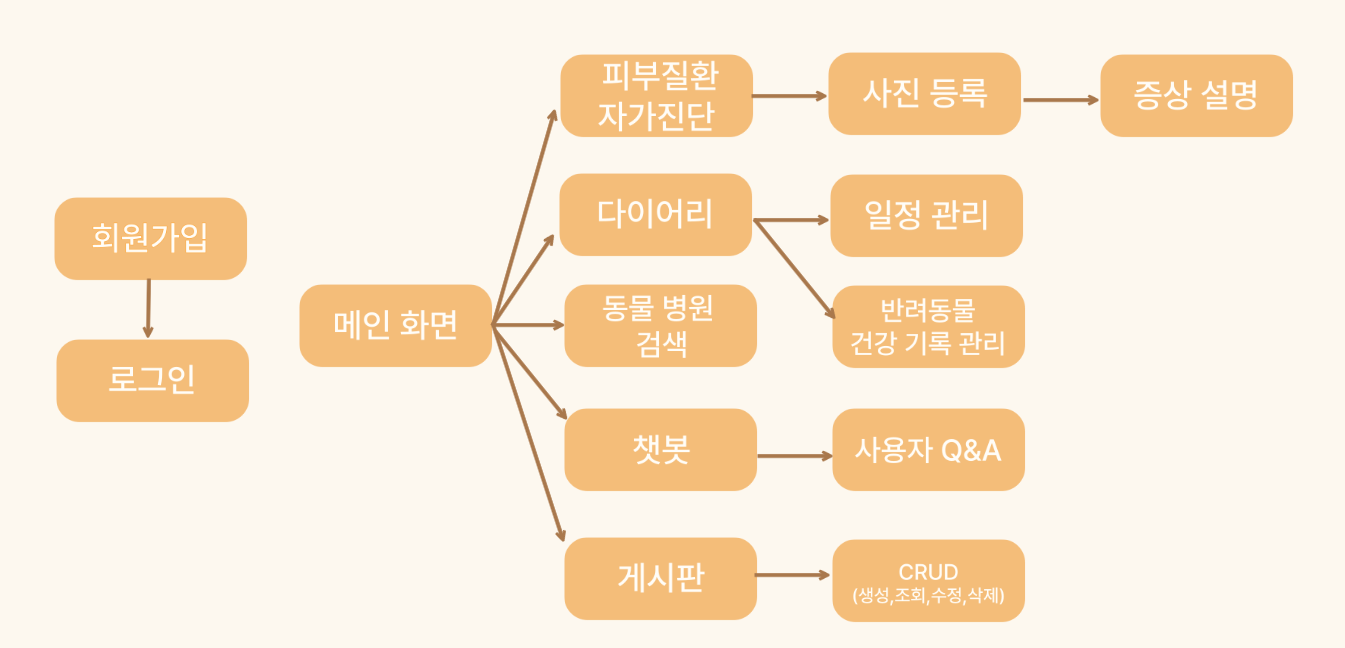 회원가입
로그인
메인 화면
피부질환
자가진단
사진 등록
증상 설명
다이어리
일정 관리
반려동물
건강 기록 관리
동물 병원
검색
챗봇
사용자 Q&A
게시판
CRUD
(생성,조회,수정,삭제)